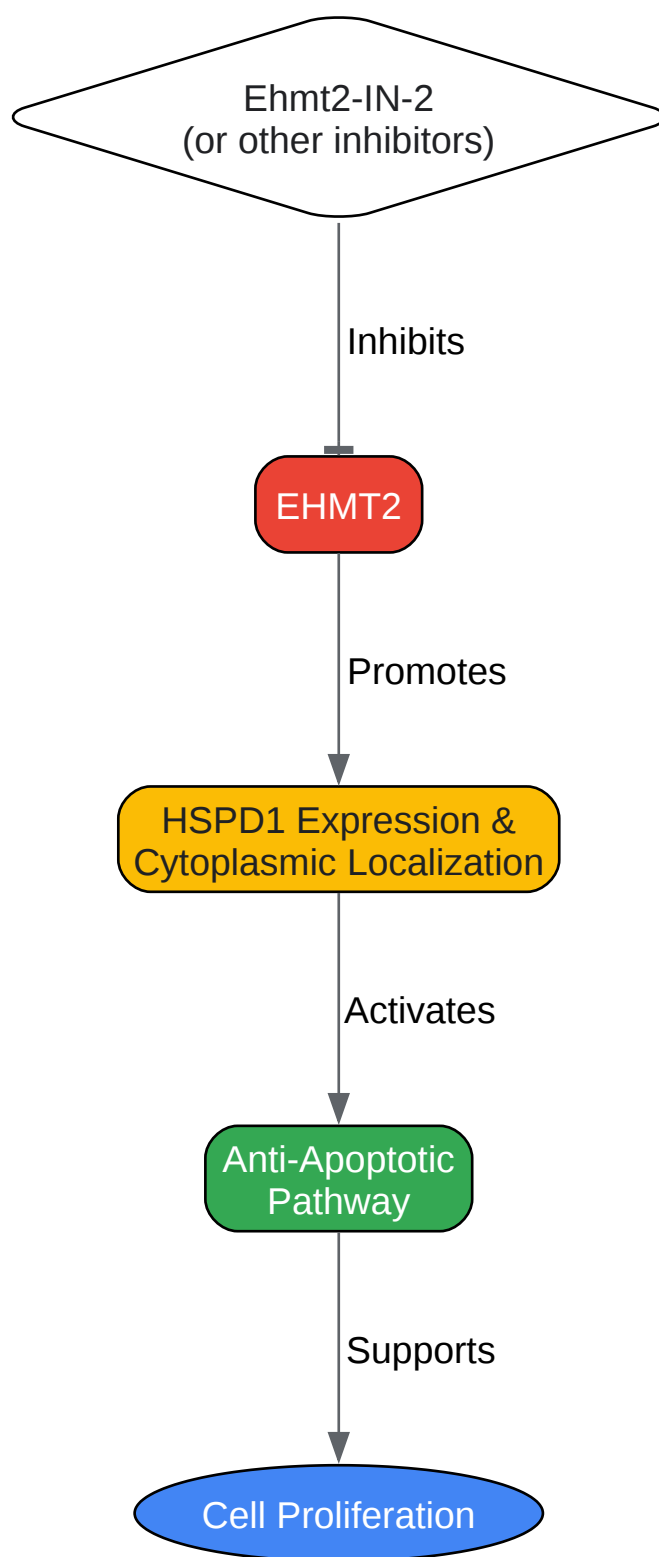 Ehmt2-IN-2
(or other inhibitors)
Inhibits
EHMT2
Promotes
HSPD1 Expression &
Cytoplasmic Localization
Activates
Anti-Apoptotic
Pathway
Supports
Cell Proliferation